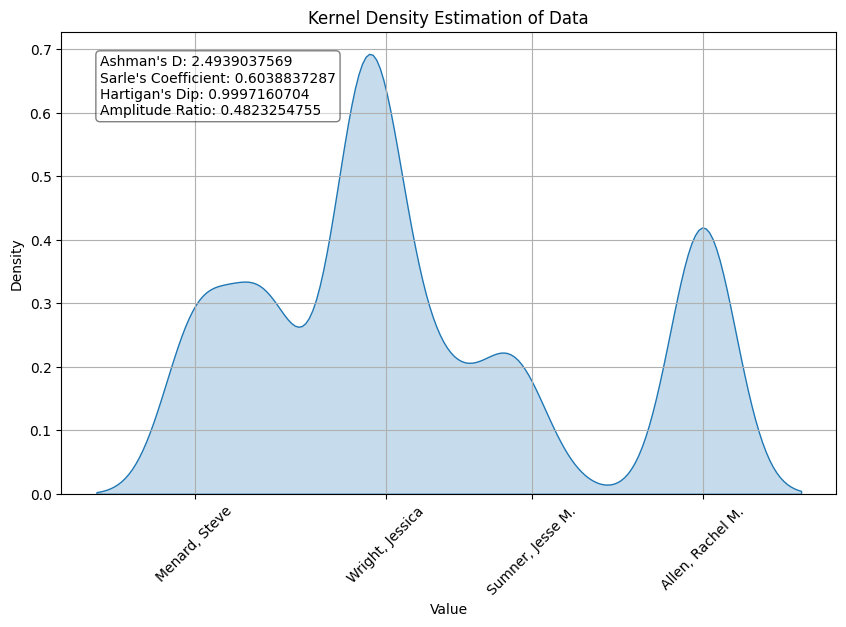 Kernel Density Estimation of Data
Ashman's D: 2.4939037569
Sarle's Coefficient: 0.6038837287
Hartigan's Dip: 0.9997160704
Amplitude Ratio: 0.4823254755
Density
0.7
0.6
0.5
0.4
0.3
0.2
0.1
0.0
Menard, Steve
Wright, Jessica
Sumner, Jesse M.
Allen, Rachel M.
Value